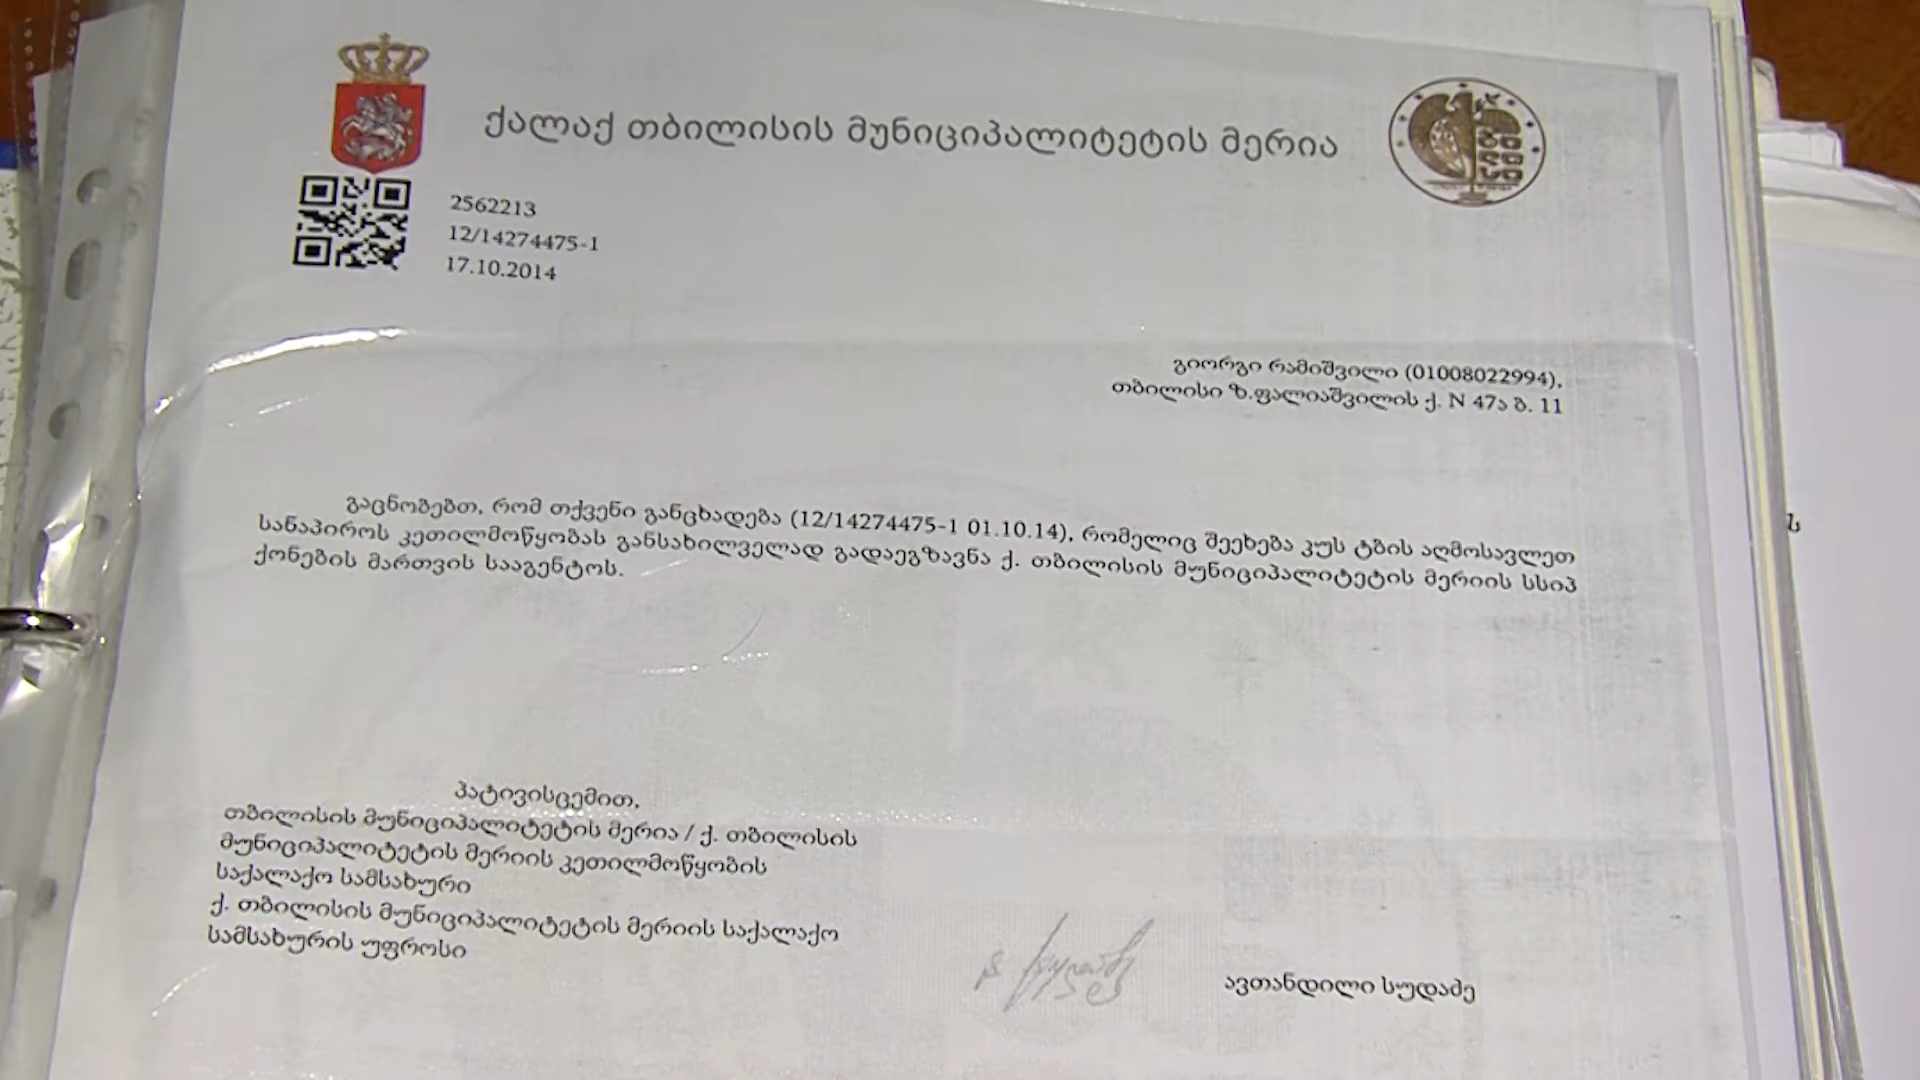 ქალაქ თბილისის მუნიციპალიტეტის მერია
2562213
12/14274475-1
17.10.2014
გიორგი რამიშვილი (01008022994),
თბილისი ზ.ფალიაშვილის ქ. N 47ა ბ. 11
გაცნობებთ, რომ თქვენი განცხადება (12/14274475-1 01.10.14), რომელიც შეეხება კუს ტბის აღმოსავლეთ
სანაპიროს კეთილმოწყობას განსახილველად გადაეგზავნა ქ. თბილისის მუნიციპალიტეტის მერიის სსიპ
ქონების მართვის სააგენტოს.
პატივისცემით,
თბილისის მუნიციპალიტეტის მერია / ქ. თბილისის
მუნიციპალიტეტის მერიის კეთილმოწყობის
საქალაქო სამსახური
ქ. თბილისის მუნიციპალიტეტის მერიის საქალაქო
სამსახურის უფროსი
ავთანდილი სუდაძე